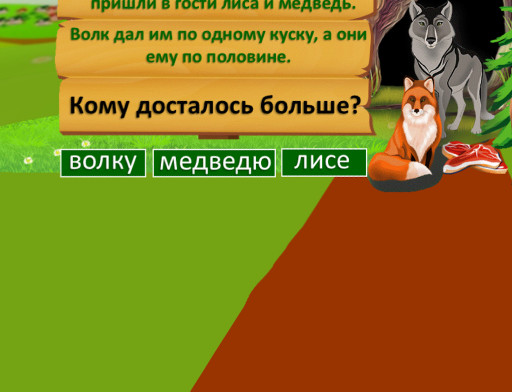 пришли в гости лиса и медведь.
Волк дал им по одному куску, а они
ему по половине.
Кому досталось больше?
волку медведю лисе